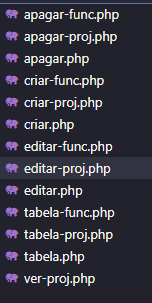 apagar-func.php
apagar-proj.php
apagar.php
criar-func.php
criar-proj.php
criar.php
editar-func.php
editar-proj.php
editar.php
tabela-func.php
tabela-proj.php
tabela.php
ver-proj.php